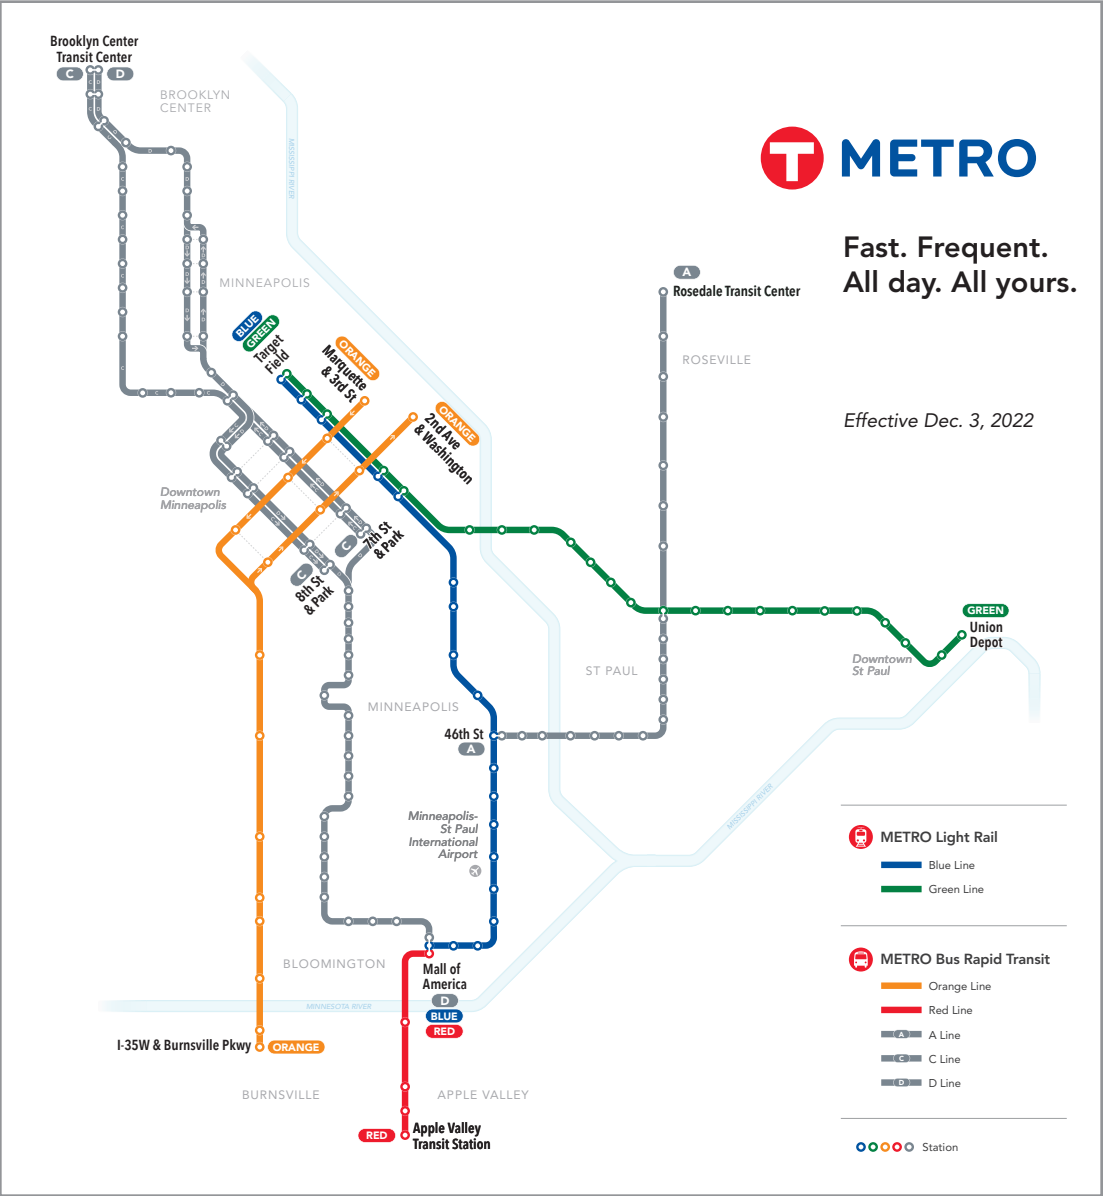 Brooklyn Center
Transit Center
C
D
BROOKLYN
CENTER
MISSISSIPPI RIVER
T METRO
Fast. Frequent.
All day. All yours.
Effective Dec. 3, 2022
A
Rosedale Transit Center
ROSEVILLE
MINNEAPOLIS
BLUE
GREEN
Target
Field
ORANGE
Marquette
& 3rd St
ORANGE
2nd Ave
& Washington
Downtown
Minneapolis
C
7th St
& Park
C
8th St
& Park
GREEN
Union
Depot
Downtown
St Paul
ST PAUL
MINNEAPOLIS
46th St
A
Minneapolis-
St Paul
International
Airport
MISSISSIPPI RIVER
BLOOMINGTON
Mall of
America
D
BLUE
RED
MINNESOTA RIVER
I-35W & Burnsville Pkwy
ORANGE
BURNSVILLE
APPLE VALLEY
RED
Apple Valley
Transit Station
METRO Light Rail
Blue Line
Green Line
METRO Bus Rapid Transit
Orange Line
Red Line
A
A Line
C
C Line
D
D Line
Station